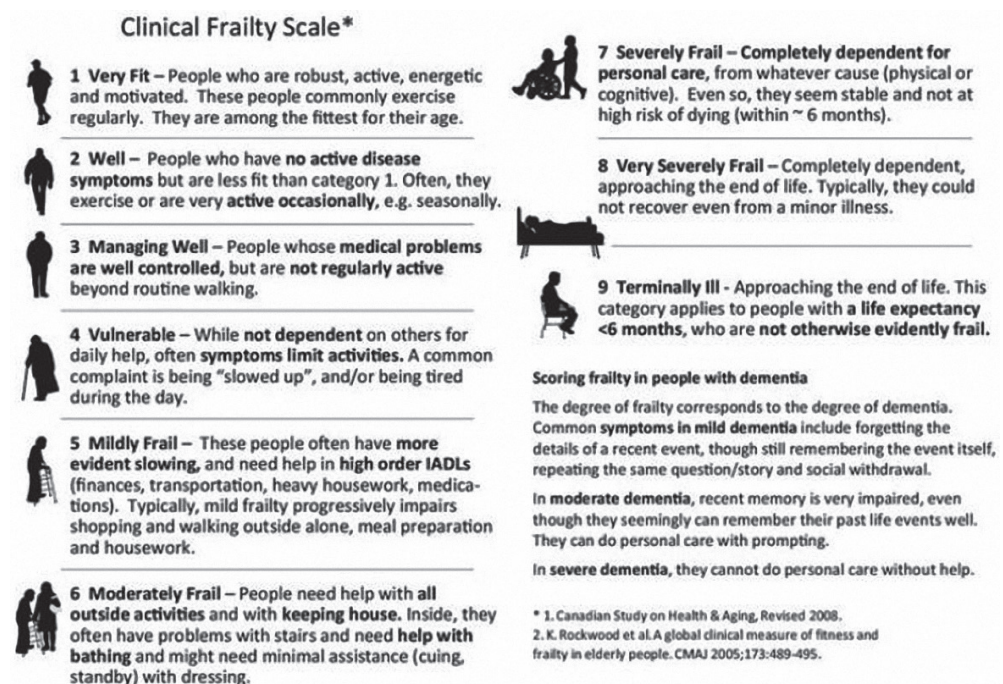 Clinical Frailty Scale*
1 Very Fit – People who are robust, active, energetic
and motivated. These people commonly exercise
regularly. They are among the fittest for their age.
2 Well – People who have no active disease
symptoms but are less fit than category 1. Often, they
exercise or are very active occasionally, e.g. seasonally.
3 Managing Well – People whose medical problems
are well controlled, but are not regularly active
beyond routine walking.
4 Vulnerable – While not dependent on others for
daily help, often symptoms limit activities. A common
complaint is being “slowed up”, and/or being tired
during the day.
5 Mildly Frail – These people often have more
evident slowing, and need help in high order IADLs
(finances, transportation, heavy housework, medica-
tions). Typically, mild frailty progressively impairs
shopping and walking outside alone, meal preparation
and housework.
6 Moderately Frail – People need help with all
outside activities and with keeping house. Inside, they
often have problems with stairs and need help with
bathing and might need minimal assistance (cuing,
standby) with dressing.
7 Severely Frail – Completely dependent for
personal care, from whatever cause (physical or
cognitive). Even so, they seem stable and not at
high risk of dying (within ~ 6 months).
8 Very Severely Frail – Completely dependent,
approaching the end of life. Typically, they could
not recover even from a minor illness.
9 Terminally Ill - Approaching the end of life. This
category applies to people with a life expectancy
<6 months, who are not otherwise evidently frail.
Scoring frailty in people with dementia
The degree of frailty corresponds to the degree of dementia.
Common symptoms in mild dementia include forgetting the
details of a recent event, though still remembering the event itself,
repeating the same question/story and social withdrawal.
In moderate dementia, recent memory is very impaired, even
though they seemingly can remember their past life events well.
They can do personal care with prompting.
In severe dementia, they cannot do personal care without help.
* 1. Canadian Study on Health & Aging, Revised 2008.
2. K. Rockwood et al. A global clinical measure of fitness and
frailty in elderly people. CMAJ 2005;173:489-495.